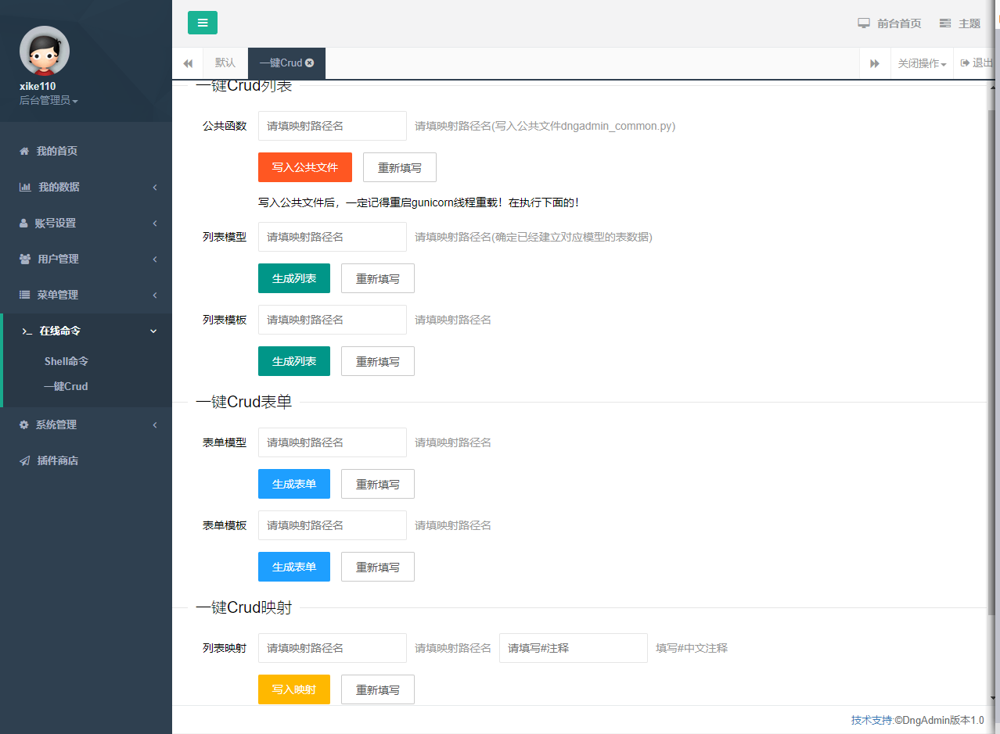 xike110
后台管理员
我的首页
我的数据
账号设置
用户管理
菜单管理
在线命令
Shell命令
一键Crud
系统管理
插件商店
前台首页 主题
默认 一键Crud 关闭操作 退出
一键Crud列表
公共函数 请填映射路径名 请填映射路径名(写入公共文件dngadmin_common.py)
写入公共文件 重新填写
写入公共文件后，一定记得重启gunicorn线程重载！在执行下面的！
列表模型 请填映射路径名 请填映射路径名(确定已经建立对应模型的表数据)
生成列表 重新填写
列表模板 请填映射路径名 请填映射路径名
生成列表 重新填写
一键Crud表单
表单模型 请填映射路径名 请填映射路径名
生成表单 重新填写
表单模板 请填映射路径名 请填映射路径名
生成表单 重新填写
一键Crud映射
列表映射 请填映射路径名 请填映射路径名 请填写#注释 填写#中文注释
写入映射 重新填写
技术支持:©DngAdmin版本1.0